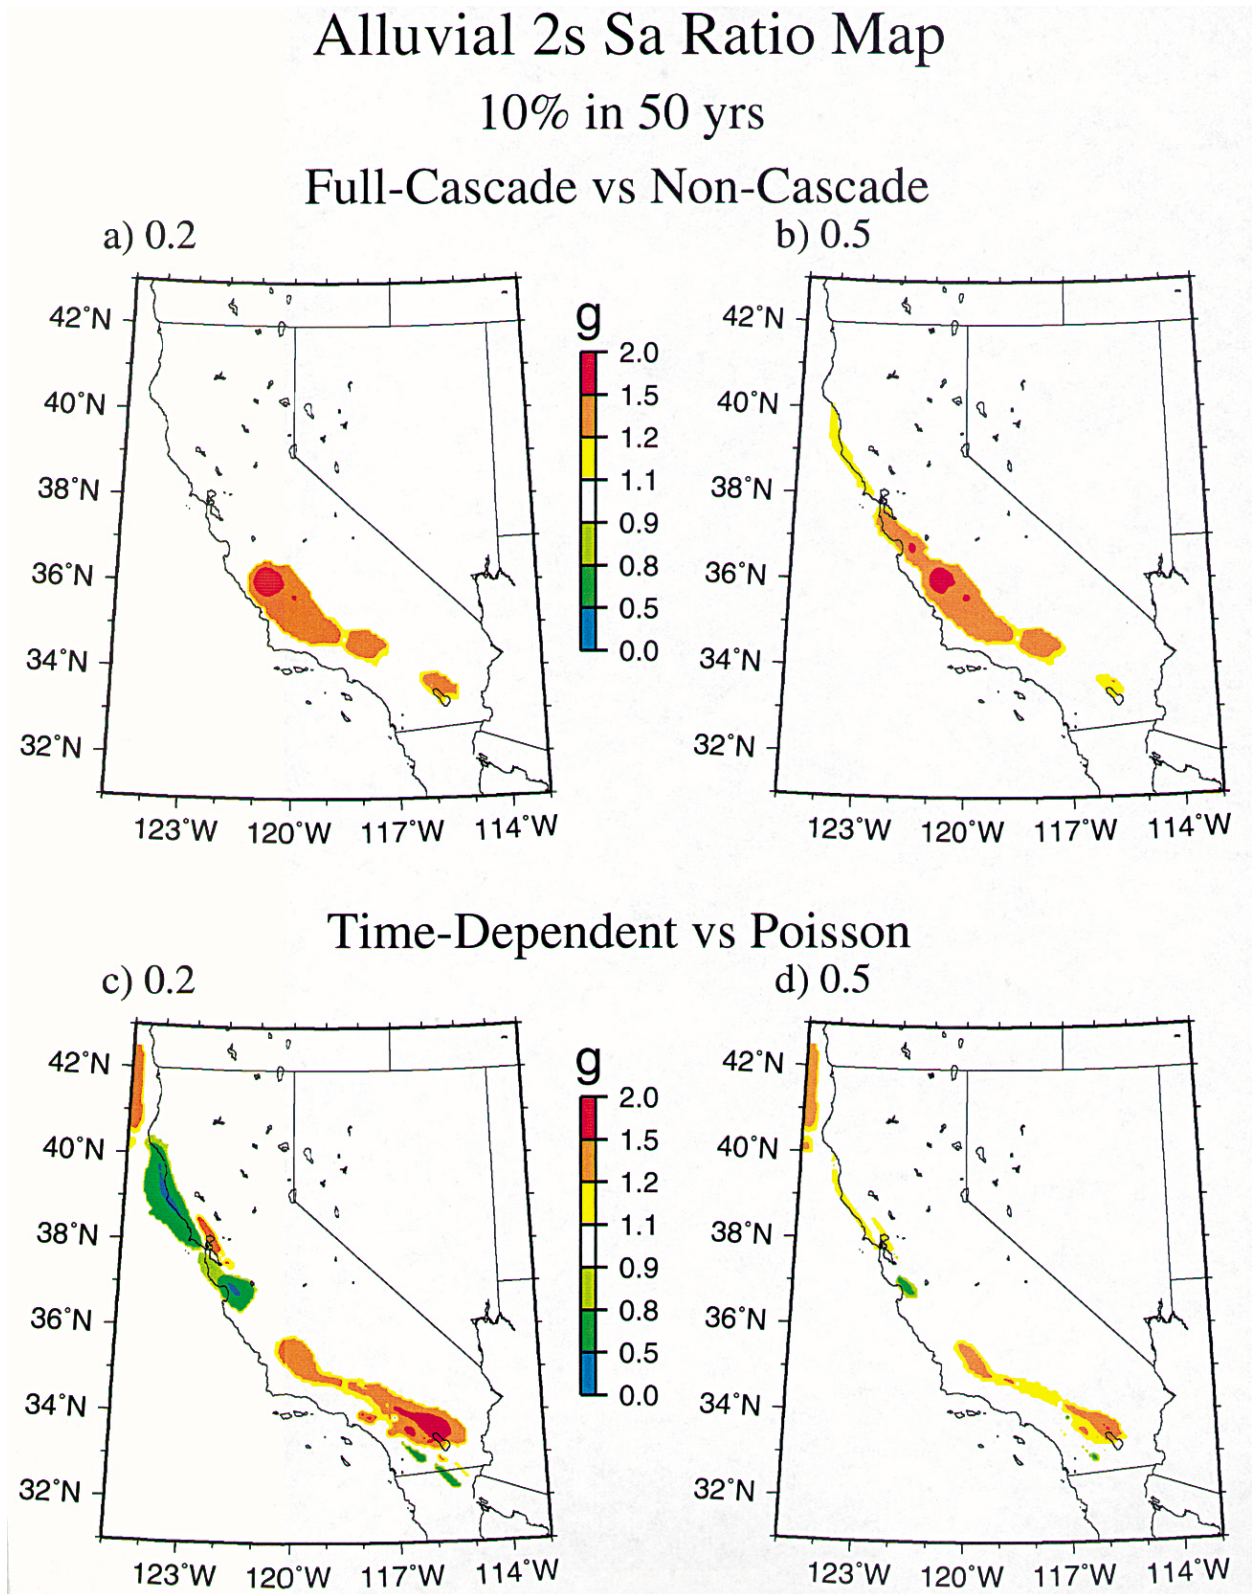 Alluvial 2s Sa Ratio Map
10% in 50 yrs
Full-Cascade vs Non-Cascade
a) 0.2
b) 0.5
42°N
40°N
38°N
36°N
34°N
32°N
123°W 120°W 117°W 114°W
g
2.0
1.5
1.2
1.1
0.9
0.8
0.5
0.0
42°N
40°N
38°N
36°N
34°N
32°N
123°W 120°W 117°W 114°W
Time-Dependent vs Poisson
c) 0.2
d) 0.5
42°N
40°N
38°N
36°N
34°N
32°N
123°W 120°W 117°W 114°W
g
2.0
1.5
1.2
1.1
0.9
0.8
0.5
0.0
42°N
40°N
38°N
36°N
34°N
32°N
123°W 120°W 117°W 114°W